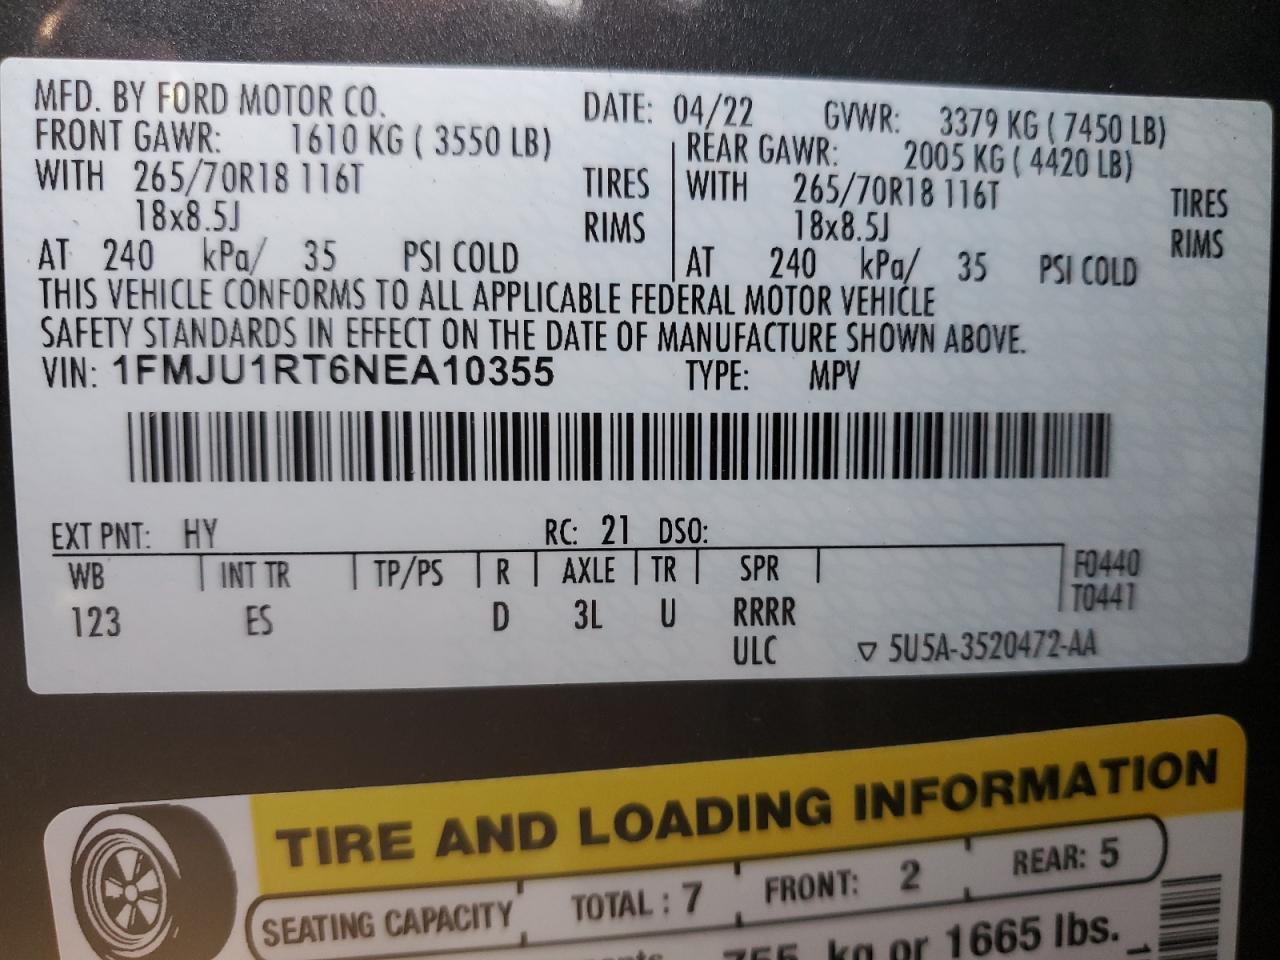 MFD. BY FORD MOTOR CO. DATE: 04/22 GVWR: 3379 KG ( 7450 LB)
FRONT GAWR: 1610 KG ( 3550 LB) REAR GAWR: 2005 KG ( 4420 LB)
WITH 265/70R18 116T TIRES WITH 265/70R18 116T TIRES
18x8.5J RIMS 18x8.5J RIMS
AT 240 kPa/ 35 PSI COLD AT 240 kPa/ 35 PSI COLD
THIS VEHICLE CONFORMS TO ALL APPLICABLE FEDERAL MOTOR VEHICLE
SAFETY STANDARDS IN EFFECT ON THE DATE OF MANUFACTURE SHOWN ABOVE.
VIN: 1FMJU1RT6NEA10355 TYPE: MPV
EXT PNT: HY RC: 21 DSO:
WB INT TR TP/PS R AXLE TR SPR F0440
123 ES D 3L U RRRR T0441
ULC ▽ 5U5A-3520472-AA
TIRE AND LOADING INFORMATION
SEATING CAPACITY TOTAL : 7 FRONT: 2 REAR: 5
755 kg or 1665 lbs.